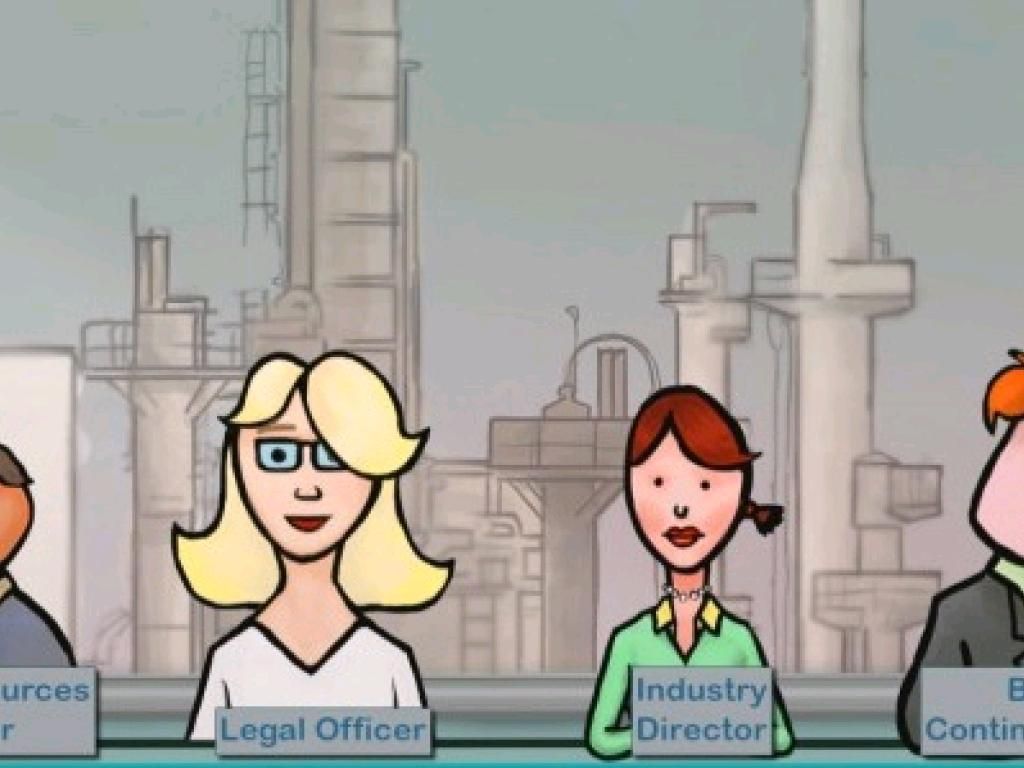 urces
r
Legal Officer
Industry
Director
B
Contin